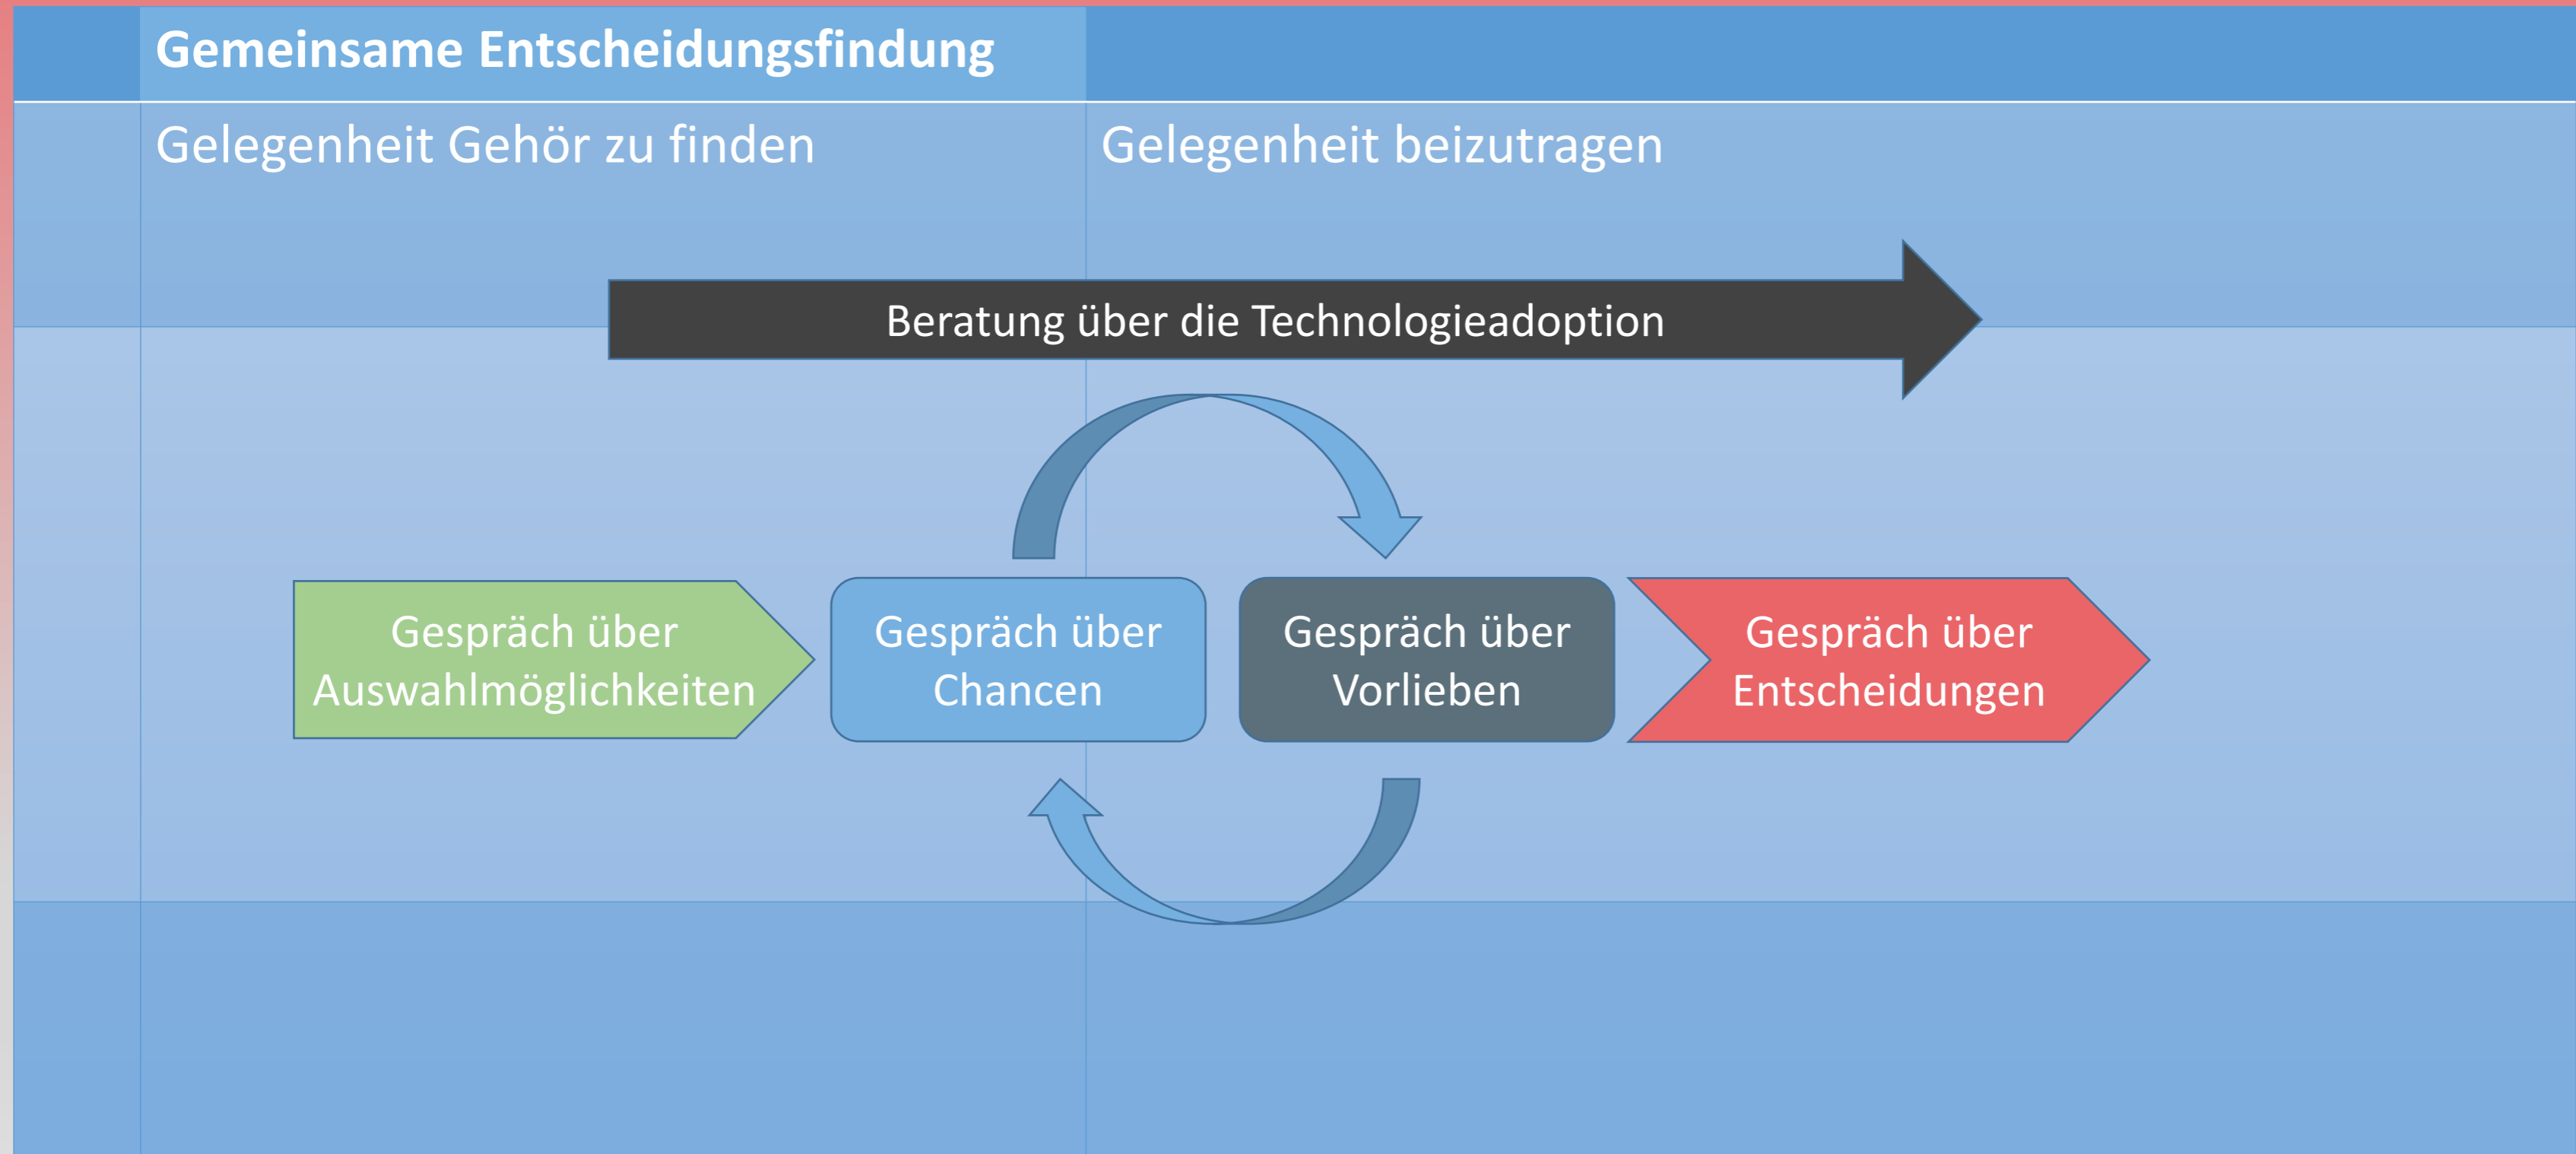 Gemeinsame Entscheidungsfindung
Gelegenheit Gehör zu finden
Gelegenheit beizutragen
Beratung über die Technologieadoption
Gespräch über
Auswahlmöglichkeiten
Gespräch über
Chancen
Gespräch über
Vorlieben
Gespräch über
Entscheidungen